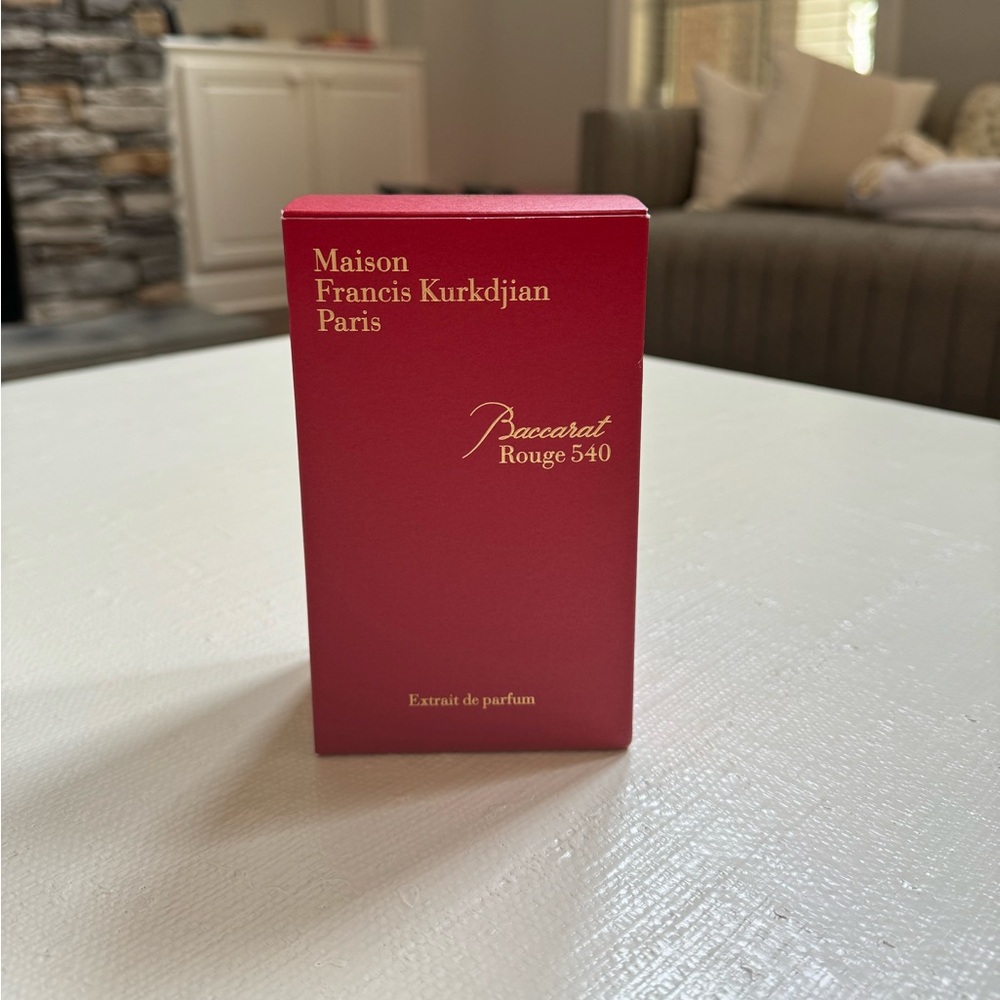 Maison
Francis Kurkdjian
Paris
Baccarat
Rouge 540
Extrait de parfum